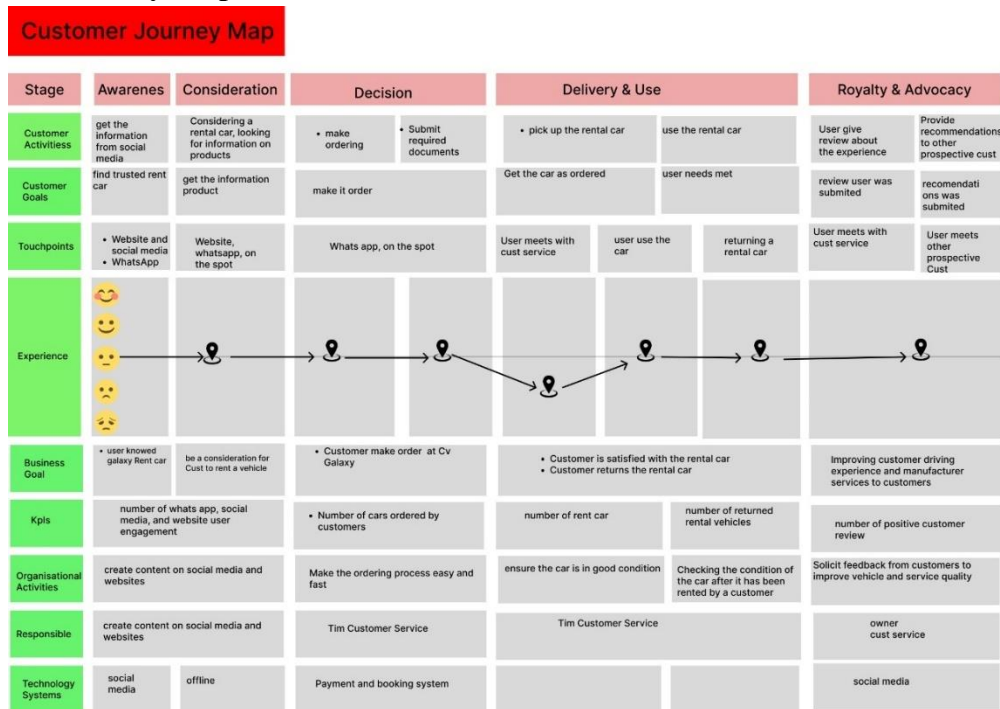 Customer Journey Map
Stage
Awarenes
Consideration
Decision
Delivery & Use
Royalty & Advocacy
Customer
Activitiess
get the
information
from social
media
Considering a
rental car, looking
for information on
products
• make
ordering
• Submit
required
documents
• pick up the rental car
use the rental car
User give
review about
the experience
Provide
recommendations
to other
prospective cust
Customer
Goals
find trusted rent
car
get the information
product
make it order
Get the car as ordered
user needs met
review user was
submited
recomendati
ons was
submited
Touchpoints
• Website and
social media
• WhatsApp
Website,
whatsapp, on
the spot
Whats app, on the spot
User meets with
cust service
user use the
car
returning a
rental car
User meets with
cust service
User meets
other
prospective
Cust
Experience
Business
Goal
• user knowed
galaxy Rent car
be a consideration for
Cust to rent a vehicle
• Customer make order at Cv
Galaxy
• Customer is satisfied with the rental car
• Customer returns the rental car
Improving customer driving
experience and manufacturer
services to customers
KpIs
number of whats app, social
media, and website user
engagement
• Number of cars ordered by
customers
number of rent car
number of returned
rental vehicles
number of positive customer
review
Organisational
Activities
create content on social media and
websites
Make the ordering process easy and
fast
ensure the car is in good condition
Checking the condition of
the car after it has been
rented by a customer
Solicit feedback from customers to
improve vehicle and service quality
Responsible
create content on social media and
websites
Tim Customer Service
Tim Customer Service
owner
cust service
Technology
Systems
social
media
offline
Payment and booking system
social media